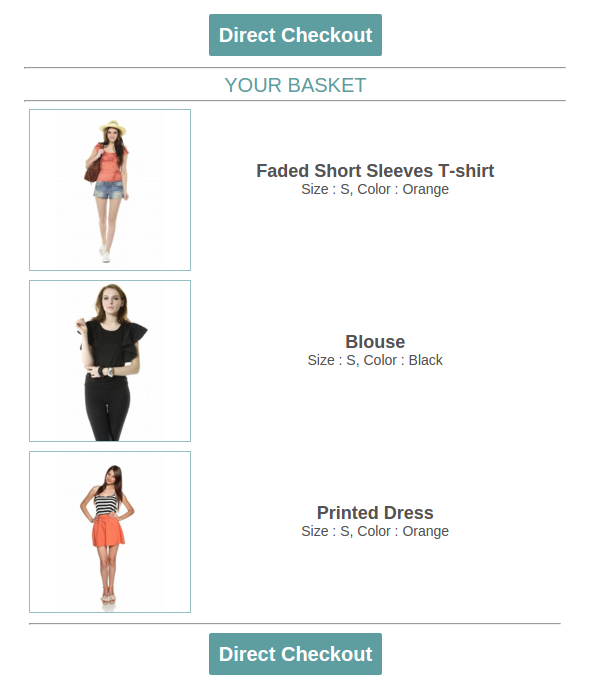 Direct Checkout
YOUR BASKET
Faded Short Sleeves T-shirt
Size : S, Color : Orange
Blouse
Size : S, Color : Black
Printed Dress
Size : S, Color : Orange
Direct Checkout